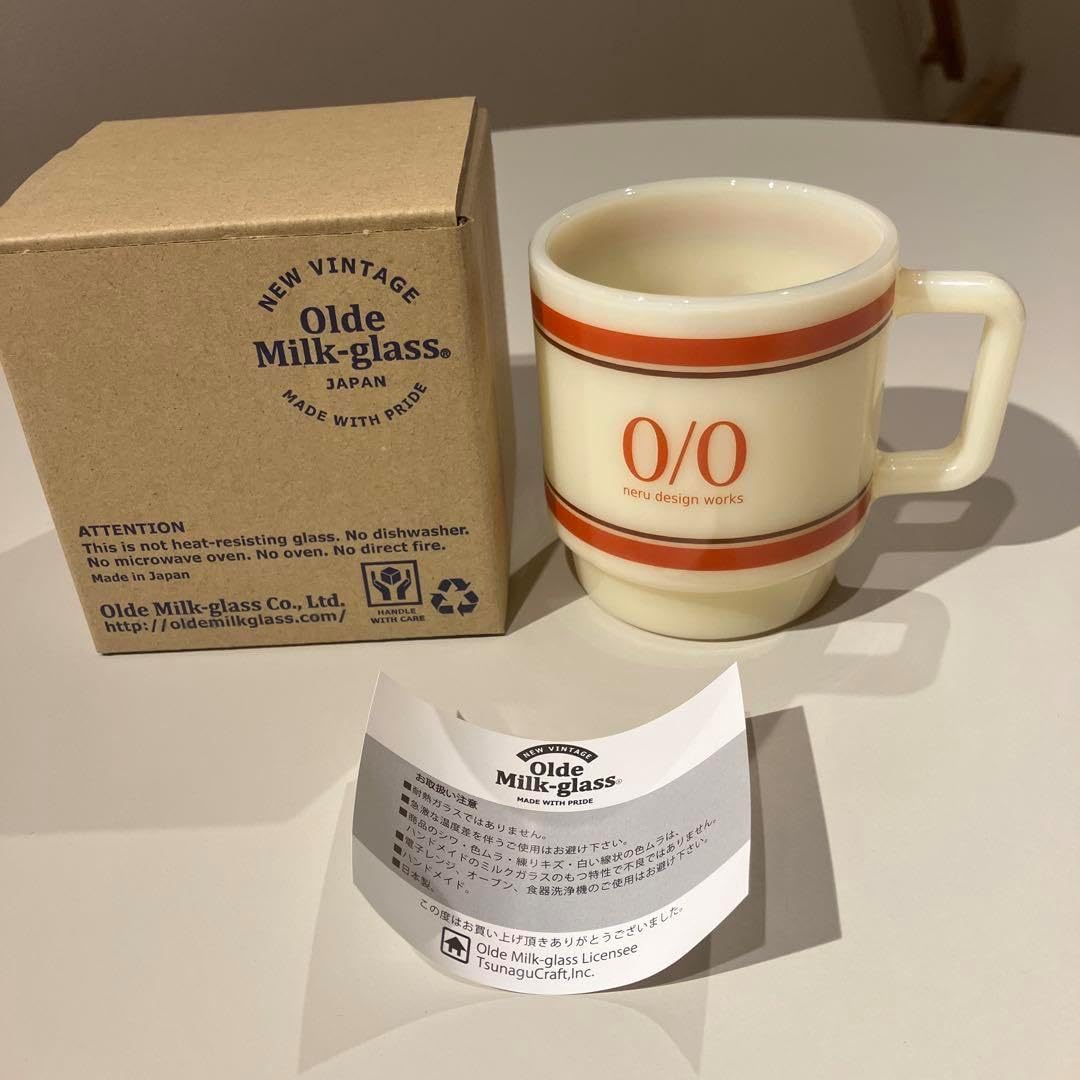 NEW VINTAGE
Olde
Milk-glass®
JAPAN
MADE WITH PRIDE
ATTENTION
This is not heat-resisting glass. No dishwasher.
No microwave oven. No oven. No direct fire.
Made in Japan
Olde Milk-glass Co., Ltd.
http://oldemilkglass.com/
HANDLE
WITH CARE
0/0
neru design works
NEW VINTAGE
Olde
Milk-glass®
MADE WITH PRIDE
お取扱い注意
■耐熱ガラスではありません。
■急激な温度差を伴うご使用はお避け下さい。
■商品のシワ・色ムラ・練りキズ・白い線状の色ムラは、
ハンドメイドのミルクガラスのもつ特性で不良ではありません。
■電子レンジ、オーブン、食器洗浄機のご使用はお避け下さい。
■ハンドメイド。
■日本製。
この度はお買い上げ頂きありがとうございました。
Olde Milk-glass Licensee
TsunaguCraft,Inc.